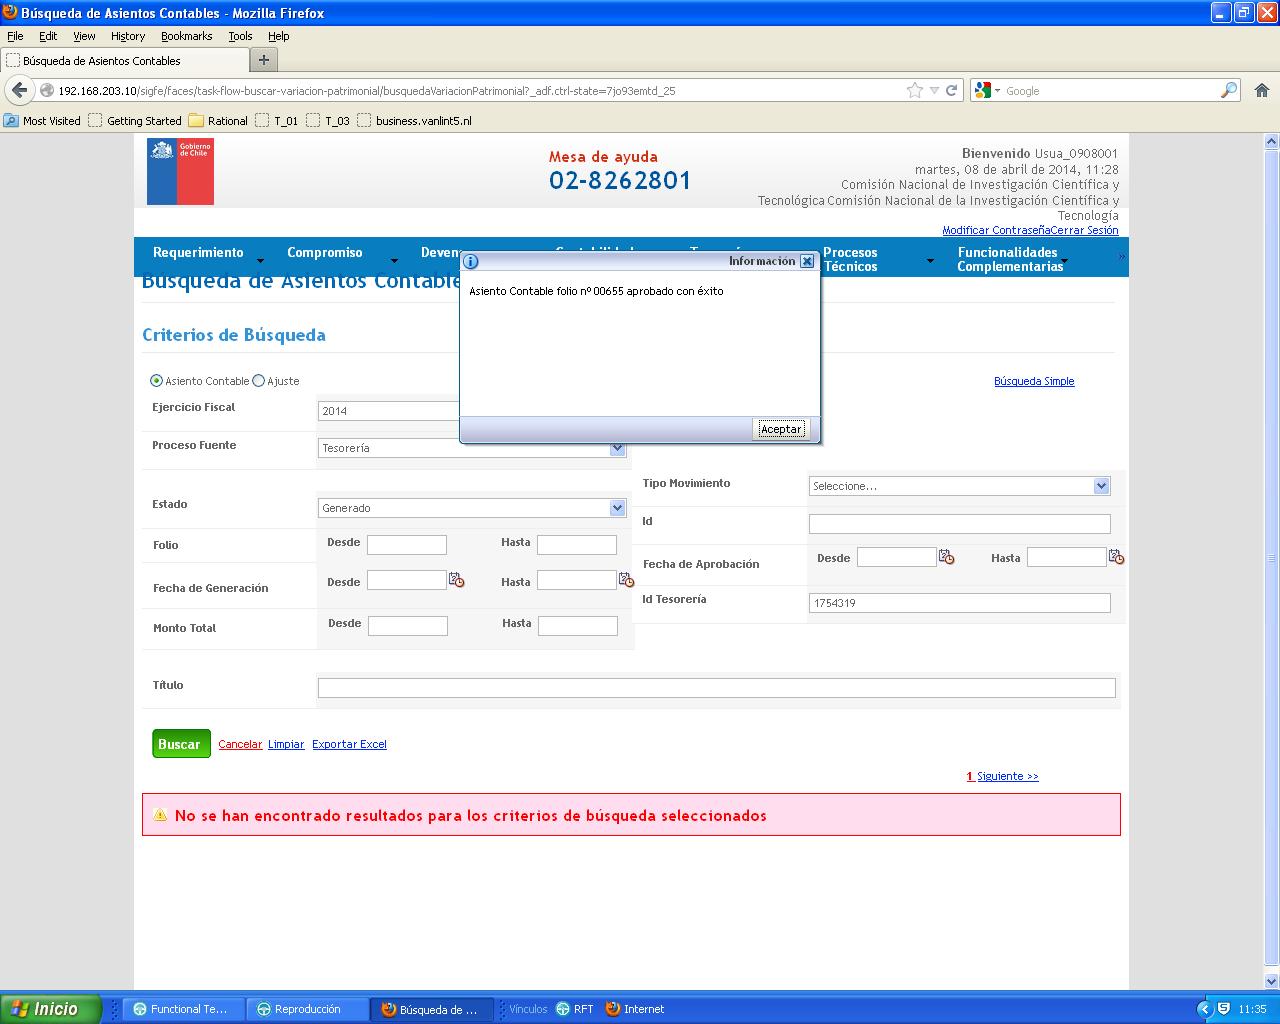 Búsqueda de Asientos Contables - Mozilla Firefox
File Edit View History Bookmarks Tools Help
Búsqueda de Asientos Contables
192.168.203.10/sigfe/faces/task-flow-buscar-variacion-patrimonial/busquedaVariacionPatrimonial?_adf.ctrl-state=7jo93emtd_25
Google
Most Visited Getting Started Rational T_01 T_03 business.vanlint5.nl
Gobierno
de Chile
Mesa de ayuda
02-8262801
Bienvenido Usua_0908001
martes, 08 de abril de 2014, 11:28
Comisión Nacional de Investigación Científica y
Tecnológica Comisión Nacional de la Investigación Científica y
Tecnología
Modificar ContraseñaCerrar Sesión
Requerimiento Compromiso Procesos Técnicos Funcionalidades Complementarias »
Búsqueda de Asientos Contable
Información
Asiento Contable folio nº 00655 aprobado con éxito
Aceptar
Criterios de Búsqueda
Asiento Contable Ajuste
Búsqueda Simple
Ejercicio Fiscal 2014
Proceso Fuente Tesorería
Tipo Movimiento Seleccione...
Estado Generado
Id
Folio Desde Hasta
Fecha de Aprobación Desde Hasta
Fecha de Generación Desde Hasta
Id Tesorería 1754319
Monto Total Desde Hasta
Título
Buscar Cancelar Limpiar Exportar Excel
1 Siguiente >>
No se han encontrado resultados para los criterios de búsqueda seleccionados
Inicio Functional Te... Reproducción Búsqueda de ... Vínculos RFT Internet 11:35